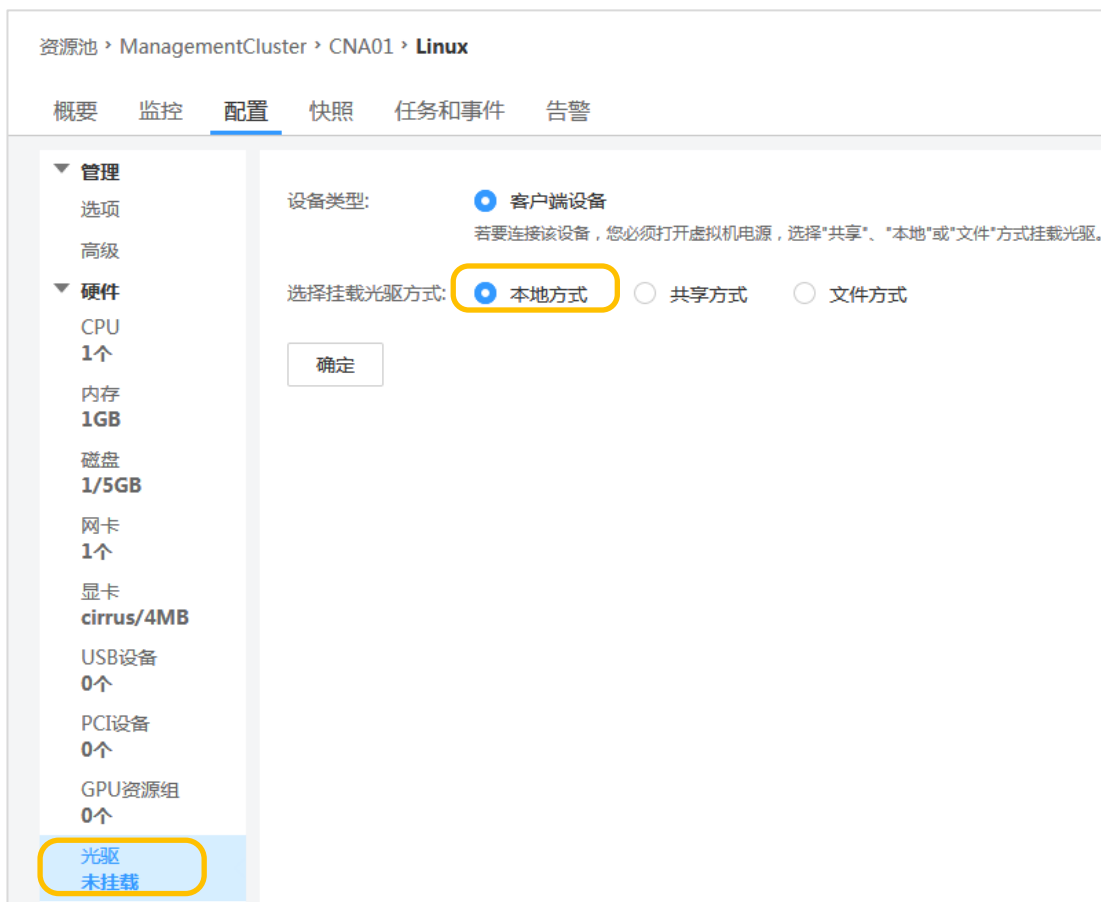 资源池 › ManagementCluster › CNA01 › Linux
概要 监控 配置 快照 任务和事件 告警
管理
选项
高级
硬件
CPU
1个
内存
1GB
磁盘
1/5GB
网卡
1个
显卡
cirrus/4MB
USB设备
0个
PCI设备
0个
GPU资源组
0个
光驱
未挂载
设备类型: 客户端设备
若要连接该设备，您必须打开虚拟机电源，选择"共享"、"本地"或"文件"方式挂载光驱。
选择挂载光驱方式: 本地方式 共享方式 文件方式
确定